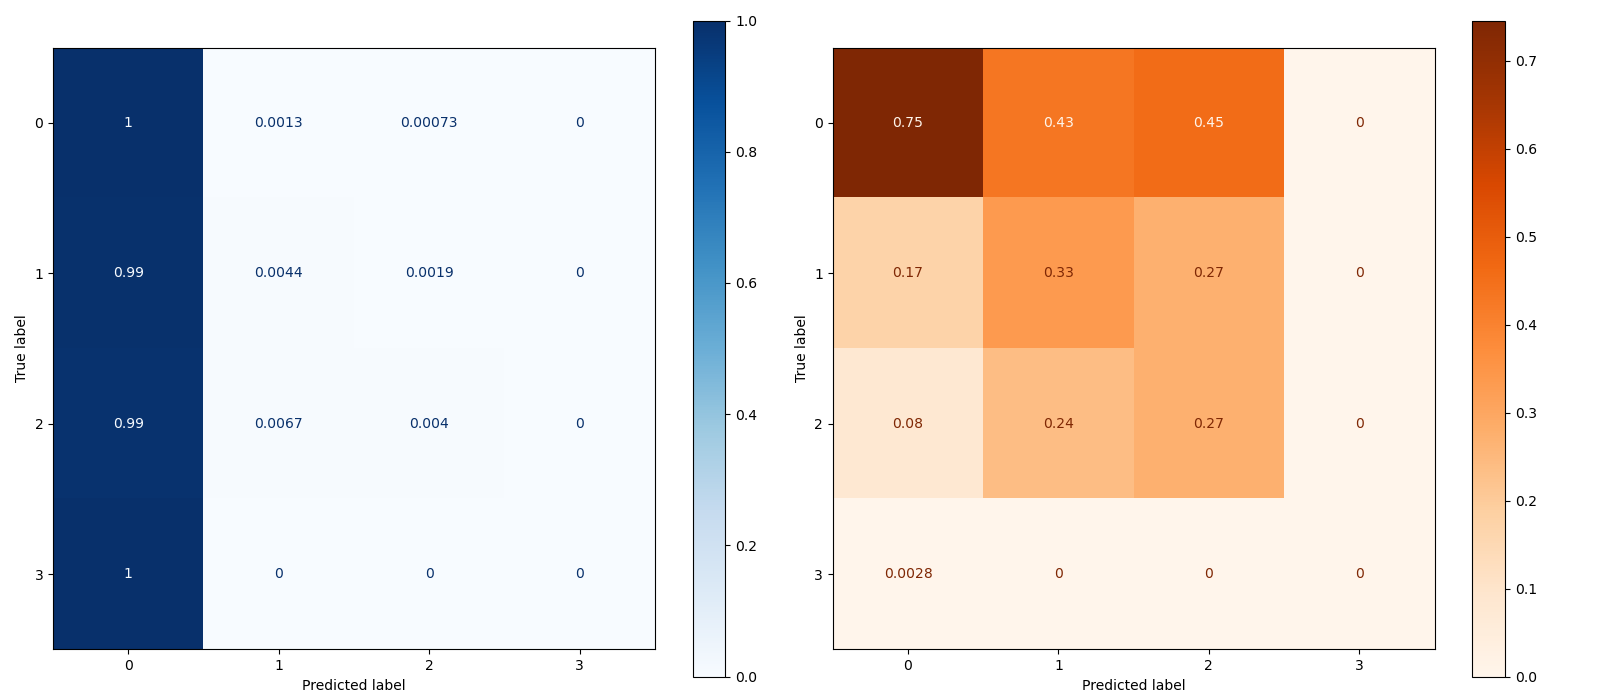 1.0
0 1 0.0013 0.00073 0
0.8
1 0.99 0.0044 0.0019 0
0.6
True label
0.4
2 0.99 0.0067 0.004 0
0.2
3 1 0 0 0
0.0
0 1 2 3
Predicted label
0.7
0 0.75 0.43 0.45 0
0.6
0.5
1 0.17 0.33 0.27 0
0.4
True label
0.3
2 0.08 0.24 0.27 0
0.2
3 0.0028 0 0 0
0.1
0.0
0 1 2 3
Predicted label